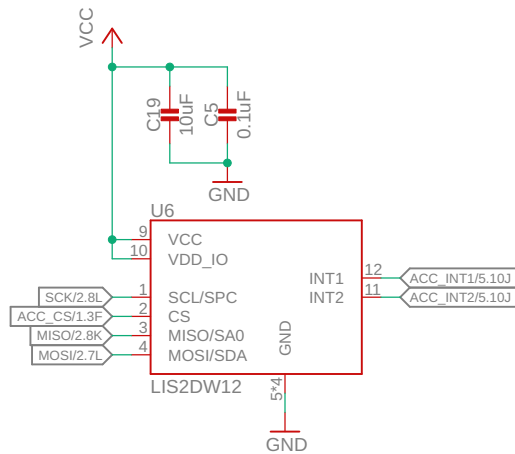 VCC
C19
10uF
C5
0.1uF
GND
U6
9
VCC
10
VDD_IO
12
INT1
ACC_INT1/5.10J
11
INT2
ACC_INT2/5.10J
SCK/2.8L
1
SCL/SPC
ACC_CS/1.3F
2
CS
MISO/2.8K
3
MISO/SA0
MOSI/2.7L
4
MOSI/SDA
GND
LIS2DW12
5*4
GND